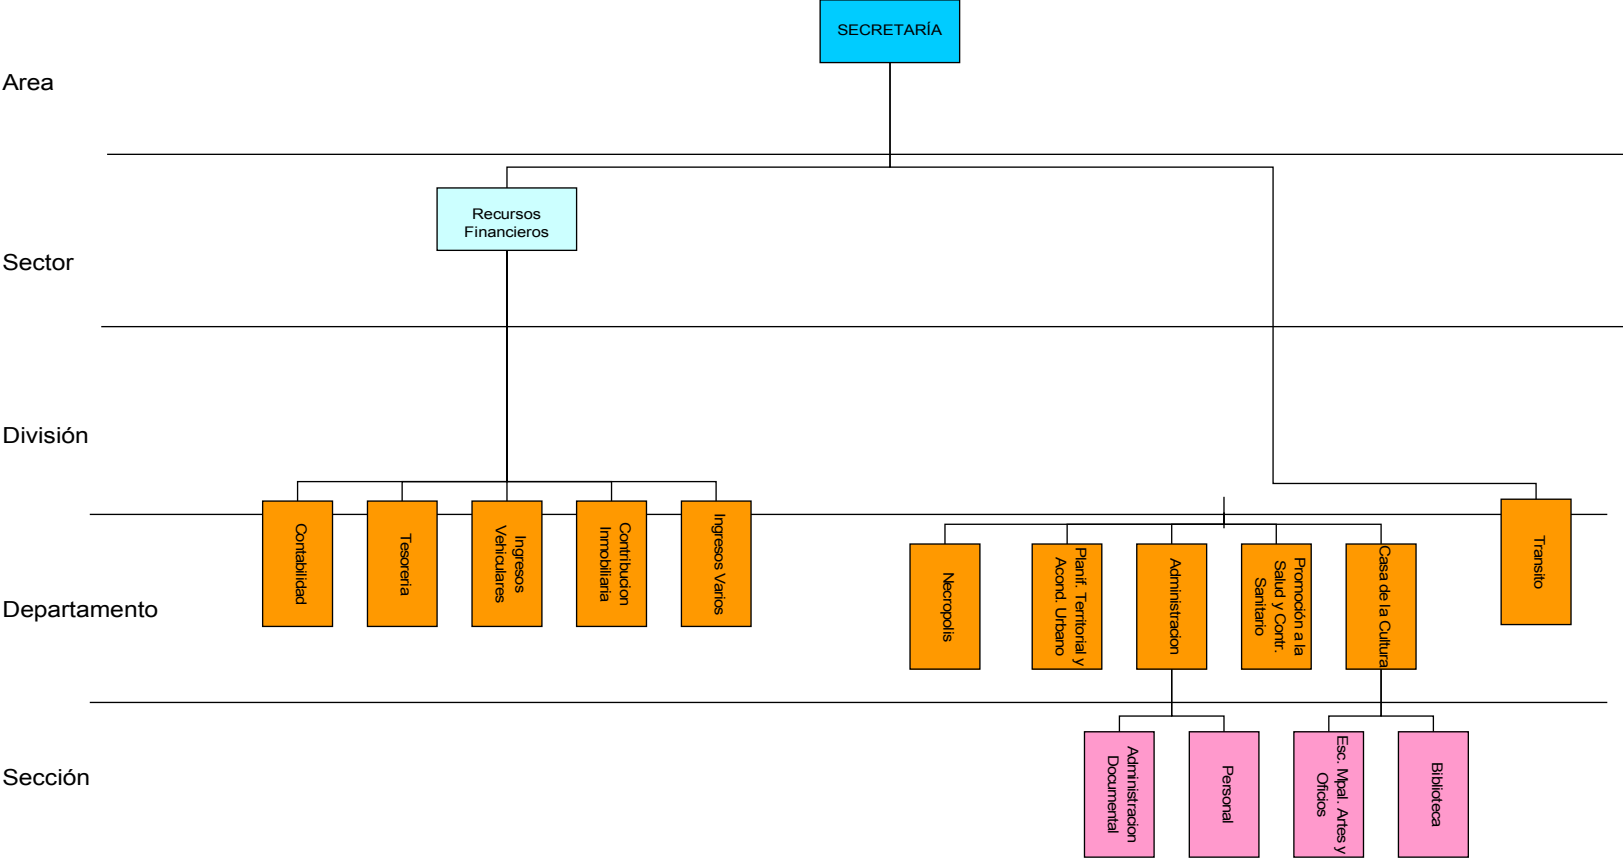 SECRETARÍA
Area
Recursos
Financieros
Sector
División
Contabilidad
Tesoreria
Ingresos
Vehiculares
Contribucion
Inmobiliaria
Ingresos Varios
Necropolis
Planif. Territorial y
Acond. Urbano
Administracion
Promoción a la
Salud y Contr.
Sanitario
Casa de la Cultura
Transito
Departamento
Administracion
Documental
Personal
Esc. Mpal. Artes y
Oficios
Biblioteca
Sección